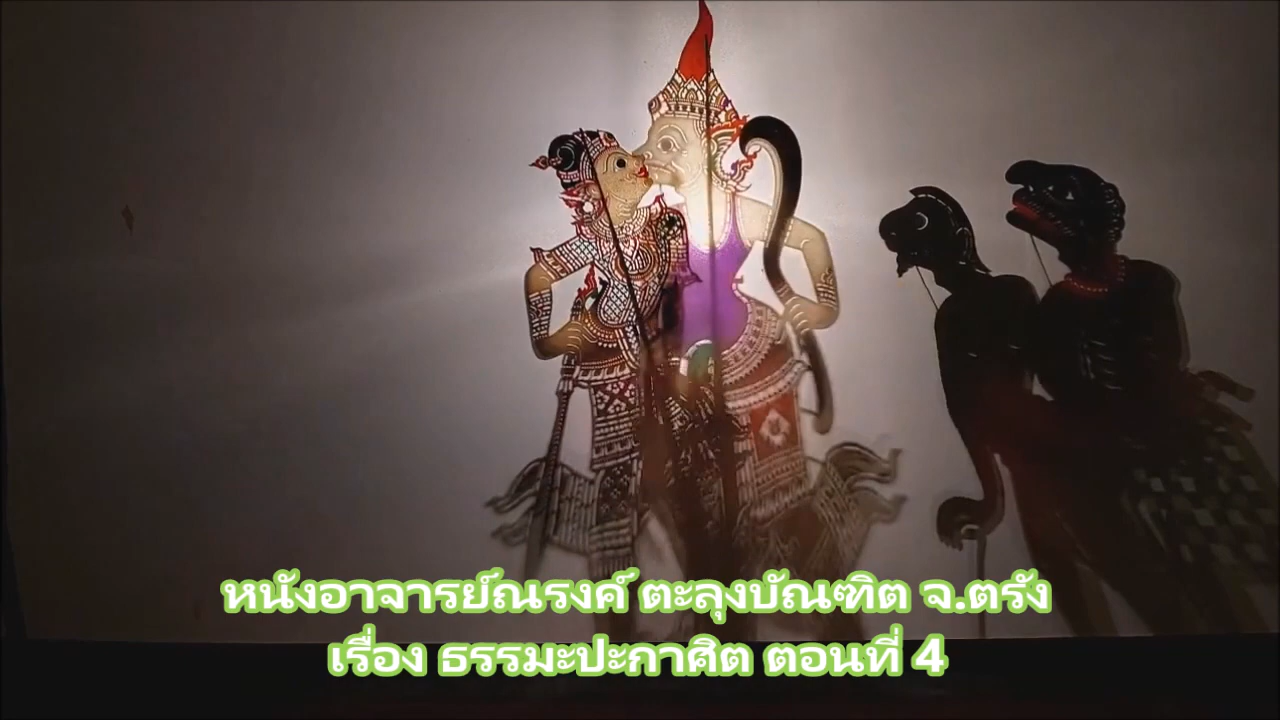 หนังอาจารย์ณรงค์ ตะลุงบัณฑิต จ.ตรัง
เรื่อง ธรรมะปะกาศิต ตอนที่ 4